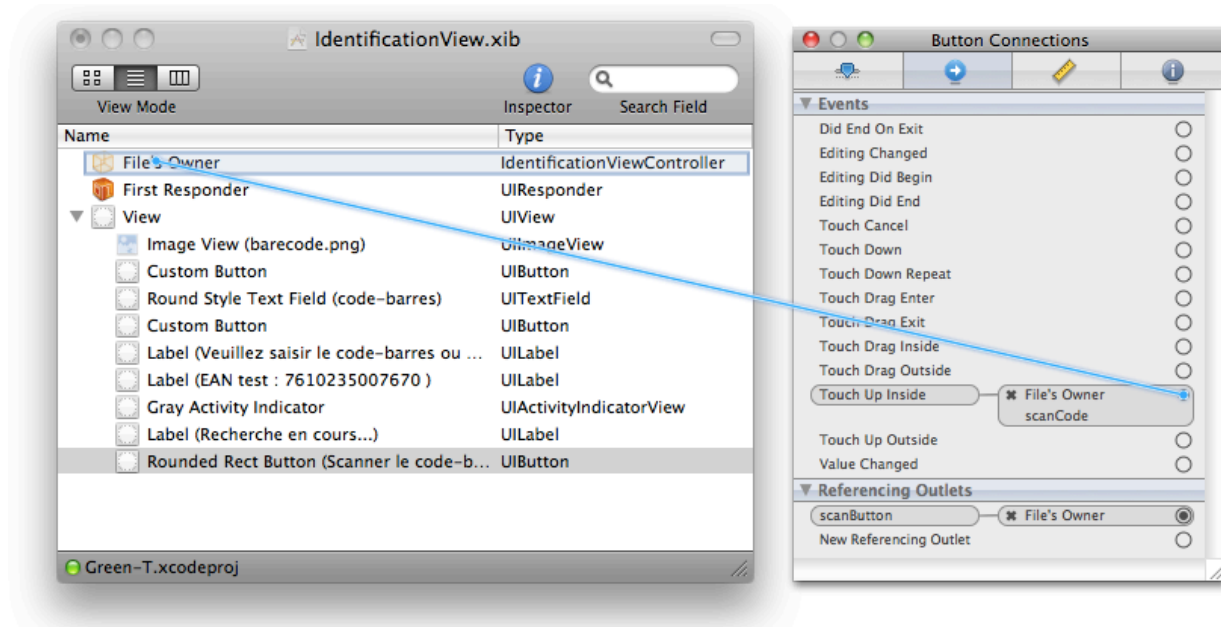 IdentificationView.xib
View Mode
Inspector
Search Field
Name Type
File's Owner IdentificationViewController
First Responder UIResponder
View UIView
Image View (barecode.png) UIImageView
Custom Button UIButton
Round Style Text Field (code-barres) UITextField
Custom Button UIButton
Label (Veuillez saisir le code-barres ou ... UILabel
Label (EAN test : 7610235007670 ) UILabel
Gray Activity Indicator UIActivityIndicatorView
Label (Recherche en cours...) UILabel
Rounded Rect Button (Scanner le code-b... UIButton
Green-T.xcodeproj
Button Connections
Events
Did End On Exit
Editing Changed
Editing Did Begin
Editing Did End
Touch Cancel
Touch Down
Touch Down Repeat
Touch Drag Enter
Touch Drag Exit
Touch Drag Inside
Touch Drag Outside
Touch Up Inside File's Owner
scanCode
Touch Up Outside
Value Changed
Referencing Outlets
scanButton File's Owner
New Referencing Outlet